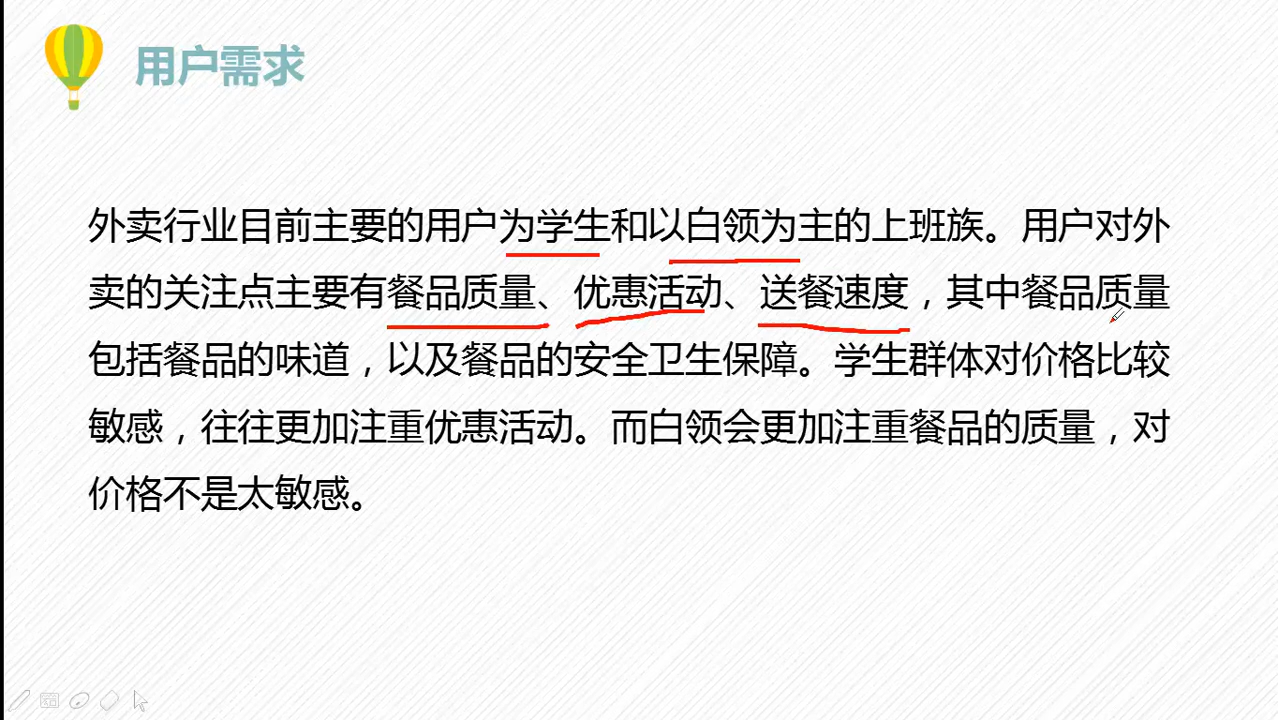 用户需求
外卖行业目前主要的用户为学生和以白领为主的上班族。用户对外
卖的关注点主要有餐品质量、优惠活动、送餐速度，其中餐品质量
包括餐品的味道，以及餐品的安全卫生保障。学生群体对价格比较
敏感，往往更加注重优惠活动。而白领会更加注重餐品的质量，对
价格不是太敏感。